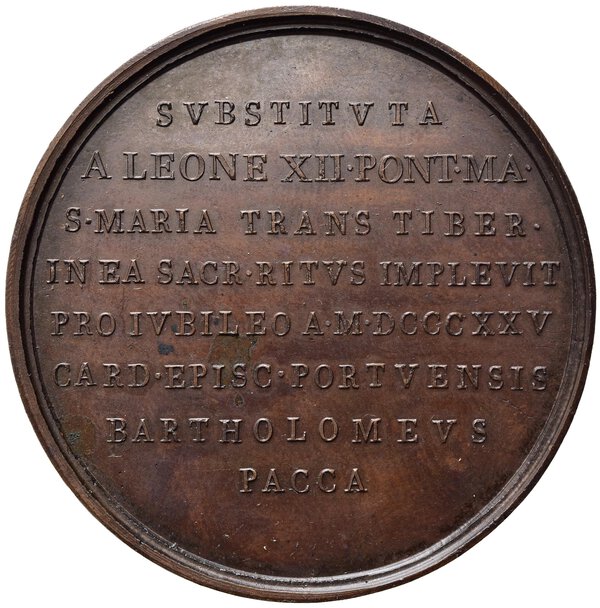 SVBSTITVTA
A LEONE XII·PONT·MA·
S·MARIA TRANS TIBER·
IN EA SACR·RITVS IMPLEVIT
PRO IVBILEO A·M·DCCCXXV
CARD·EPISC·PORTVENSIS
BARTHOLOMEVS
PACCA